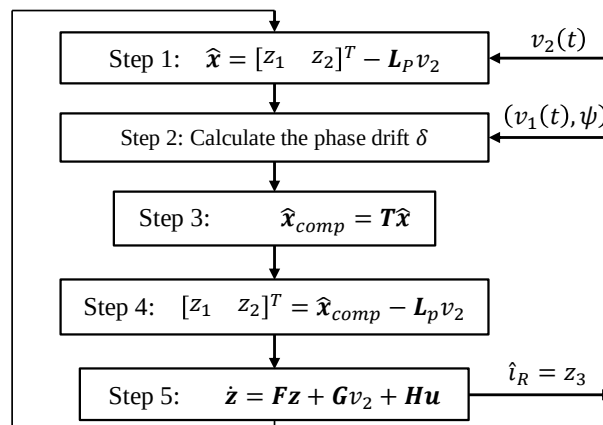 Step 1: x̂ = [z₁ z₂]ᵀ − L_P v₂
v₂(t)
Step 2: Calculate the phase drift δ
(v₁(t), ψ)
Step 3: x̂_comp = Tx̂
Step 4: [z₁ z₂]ᵀ = x̂_comp − L_p v₂
Step 5: ż = Fz + Gv₂ + Hu
î_R = z₃